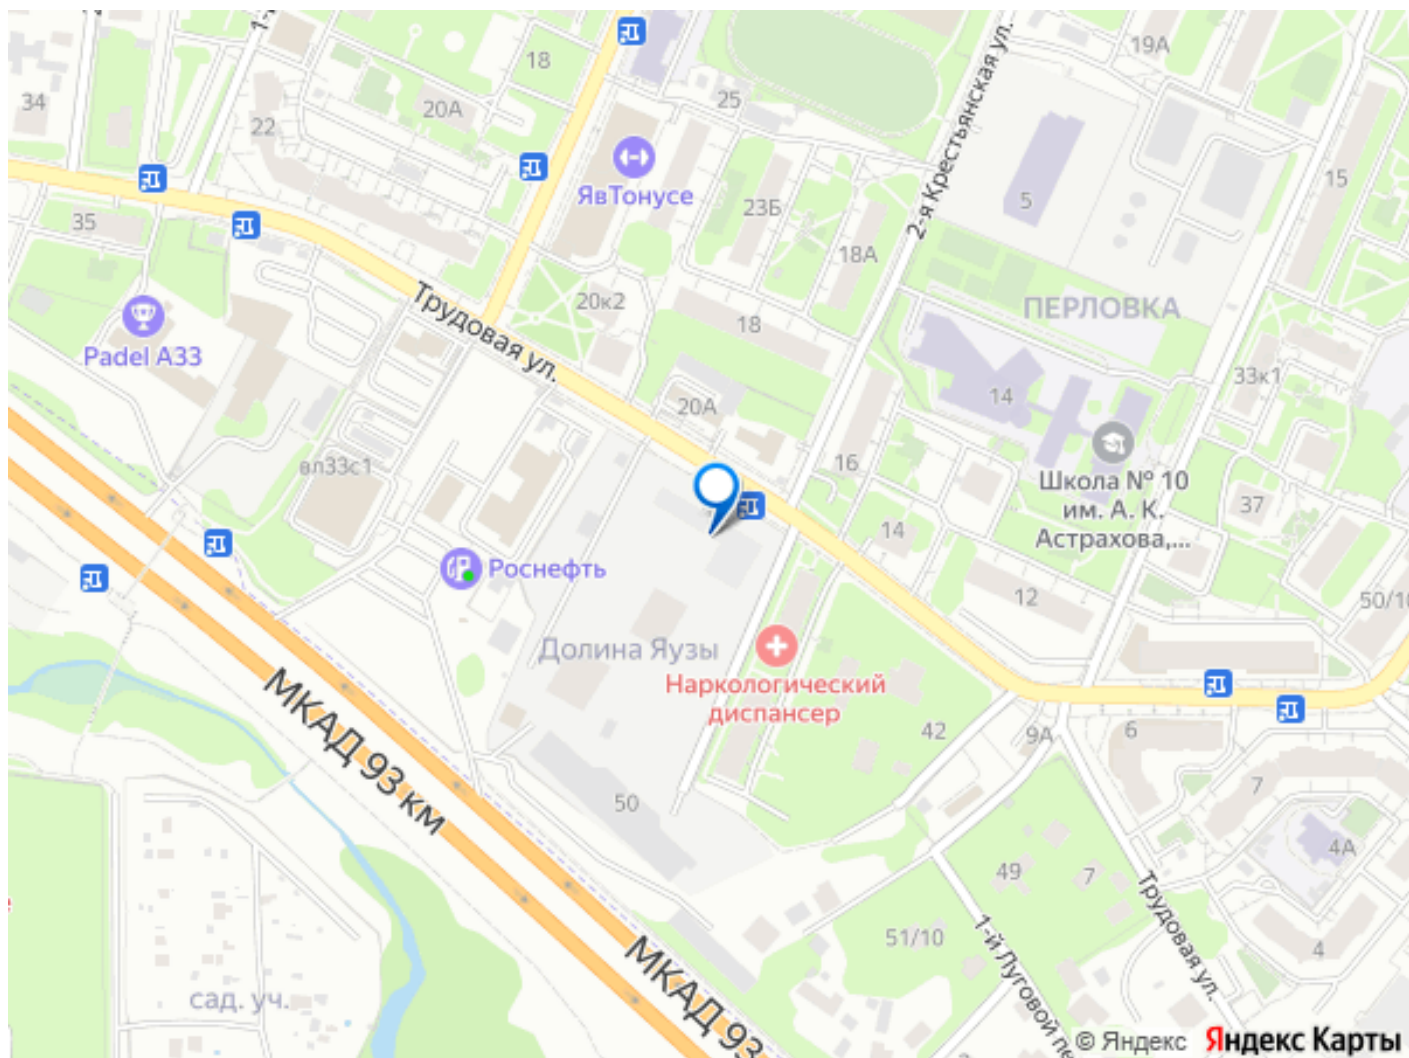 18
19А
34
20А
25
22
2-я Крестьянская ул.
ЯвТонусе
15
5
35
23Б
18А
20к2
ПЕРЛОВКА
Трудовая ул.
18
Padel А33
33к1
14
20А
вл33с1
16
Школа № 10
им. А. К.
Астрахова,...
37
14
Роснефть
12
50/10
Долина Яузы
Наркологический
диспансер
МКАД 93 км
42
9А
6
7
50
4А
49
7
Трудовая ул.
51/10
1-й Луговой пе
4
МКАД 93
сад. уч.
© Яндекс Яндекс Карты